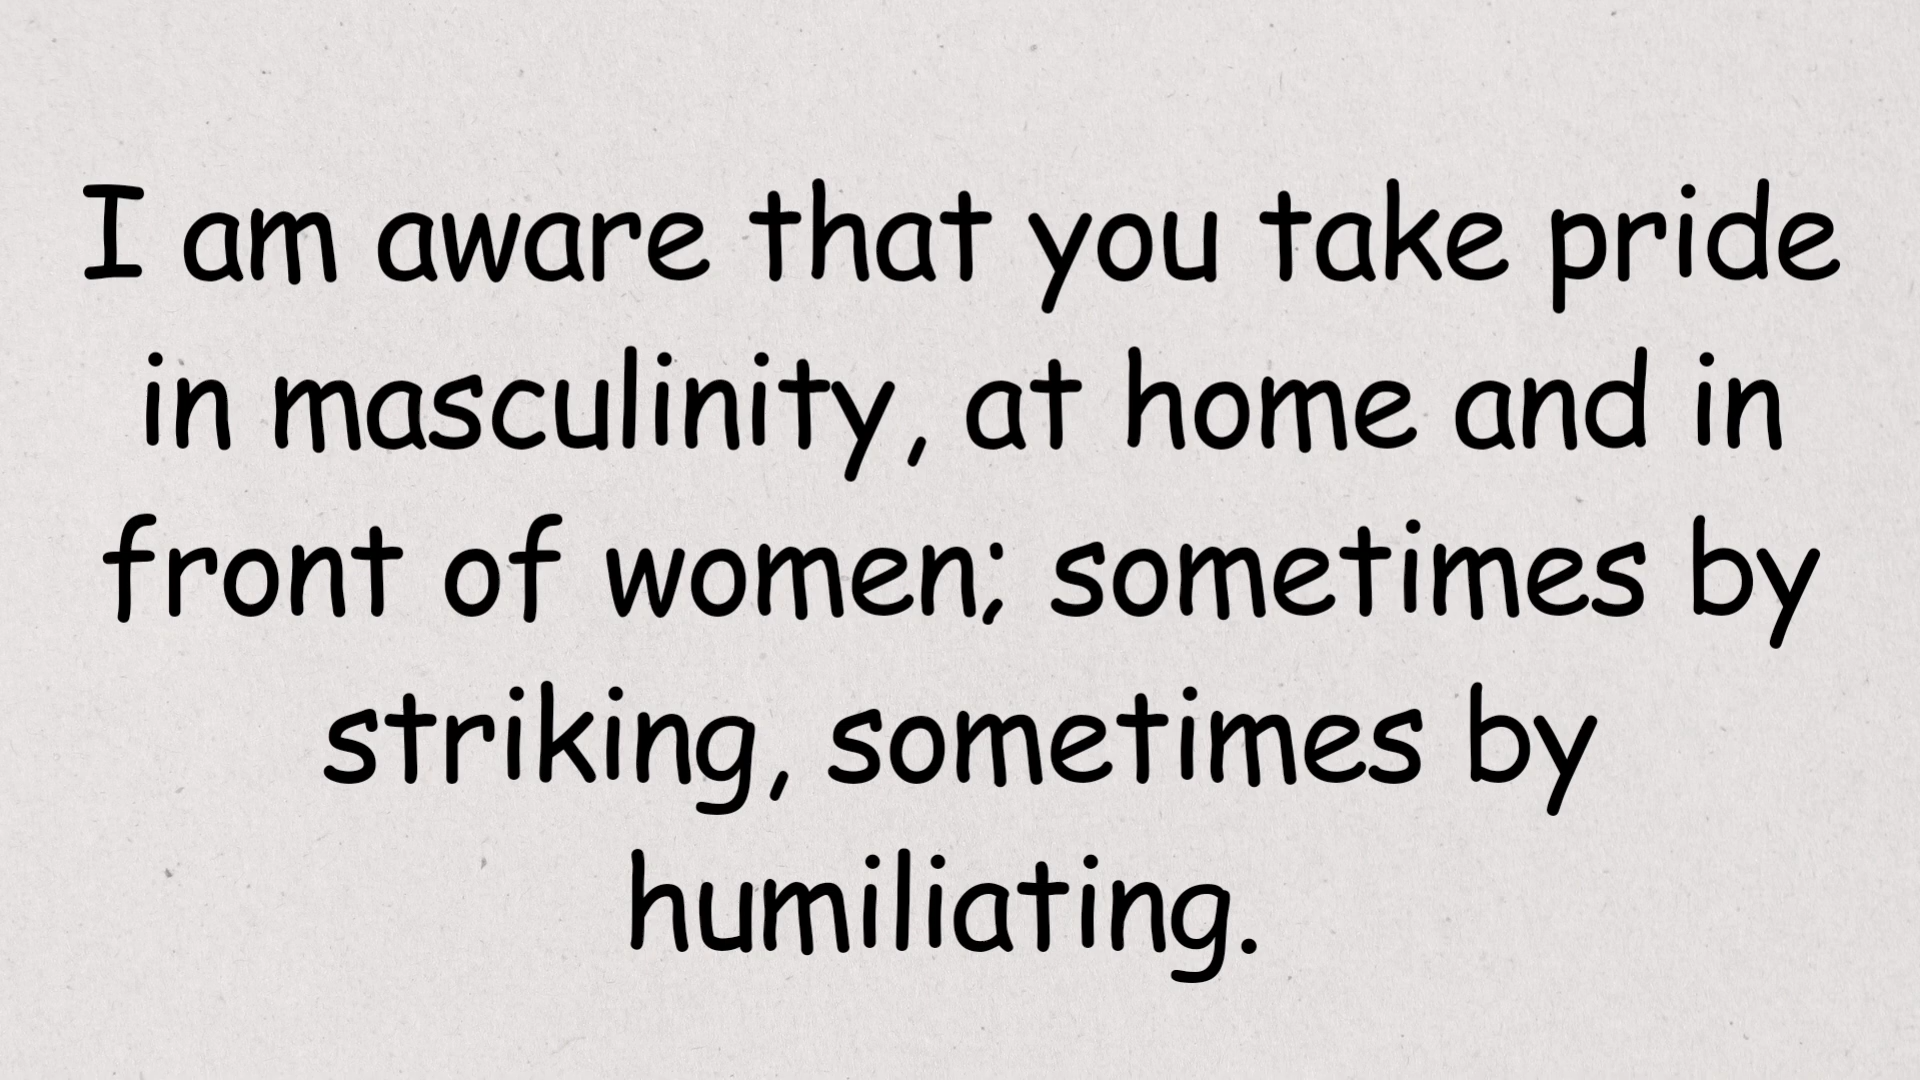 I am aware that you take pride
in masculinity, at home and in
front of women; sometimes by
striking, sometimes by
humiliating.